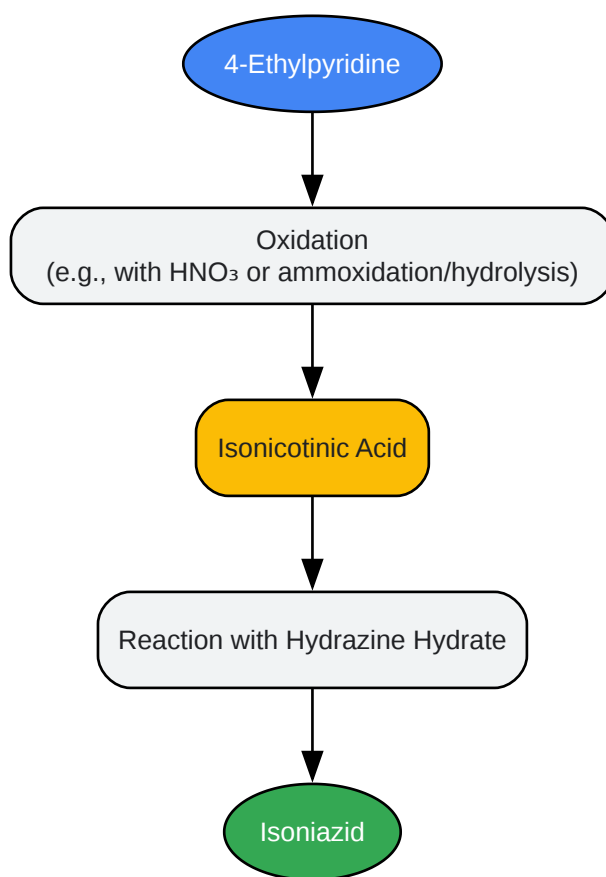 4-Ethylpyridine
Oxidation
(e.g., with HNO₃ or ammoxidation/hydrolysis)
Isonicotinic Acid
Reaction with Hydrazine Hydrate
Isoniazid